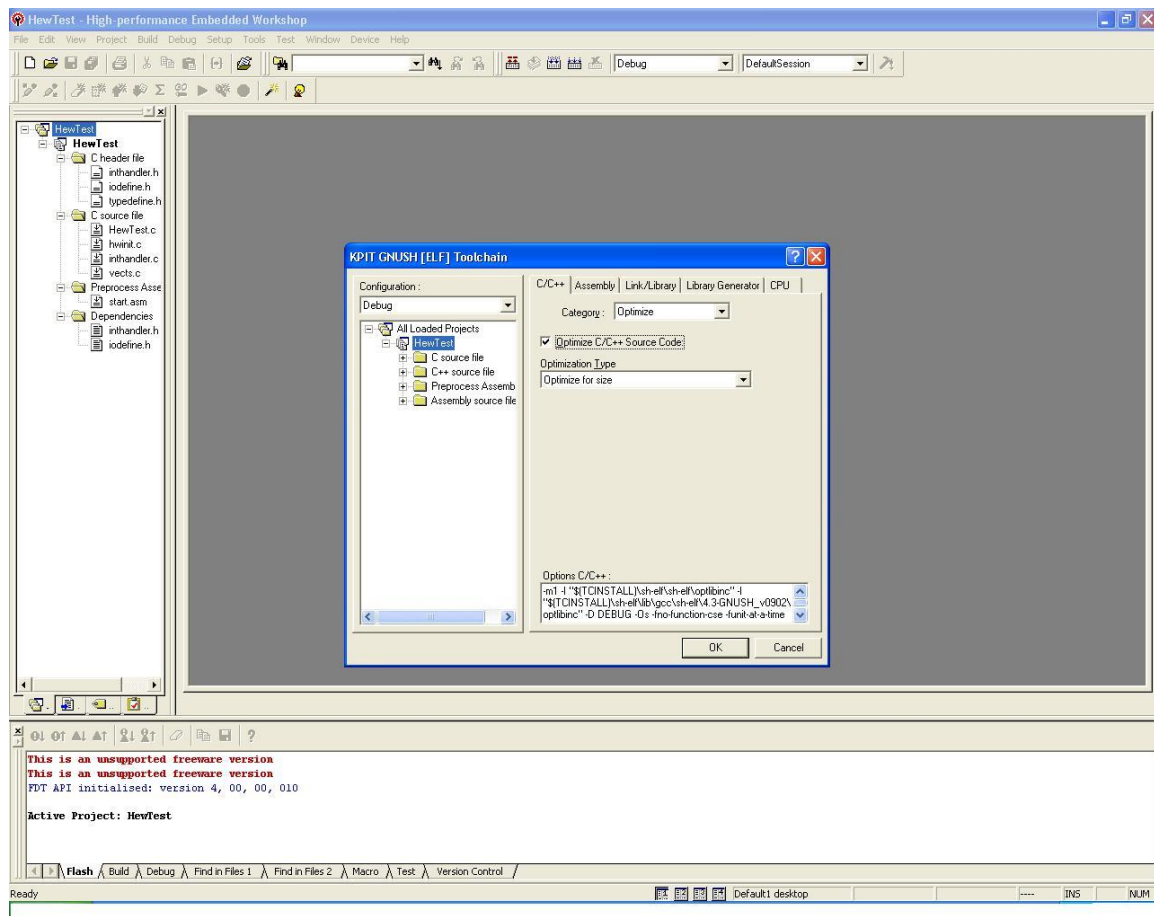 HewTest - High-performance Embedded Workshop
File Edit View Project Build Debug Setup Tools Test Window Device Help
Debug DefaultSession
HewTest
HewTest
C header file
inthandler.h
iodefine.h
typedefine.h
C source file
HewTest.c
hwinit.c
inthandler.c
vects.c
Preprocess Asse
start.asm
Dependencies
inthandler.h
iodefine.h
KPIT GNUSH [ELF] Toolchain
Configuration :
Debug
All Loaded Projects
HewTest
C source file
C++ source file
Preprocess Assemb
Assembly source file
C/C++ Assembly Link/Library Library Generator CPU
Category : Optimize
Optimize C/C++ Source Code:
Optimization Type
Optimize for size
Options C/C++ :
-m1 -I "$(TCINSTALL)\sh-elf\sh-elf\optlibinc" -I
"$(TCINSTALL)\sh-elf\lib\gcc\sh-elf\4.3-GNUSH_v0902\
optlibinc" -D DEBUG -Os -fno-function-cse -funit-at-a-time
OK Cancel
This is an unsupported freeware version
This is an unsupported freeware version
FDT API initialised: version 4, 00, 00, 010
Active Project: HewTest
Flash Build Debug Find in Files 1 Find in Files 2 Macro Test Version Control
Ready Default1 desktop ---- INS NUM